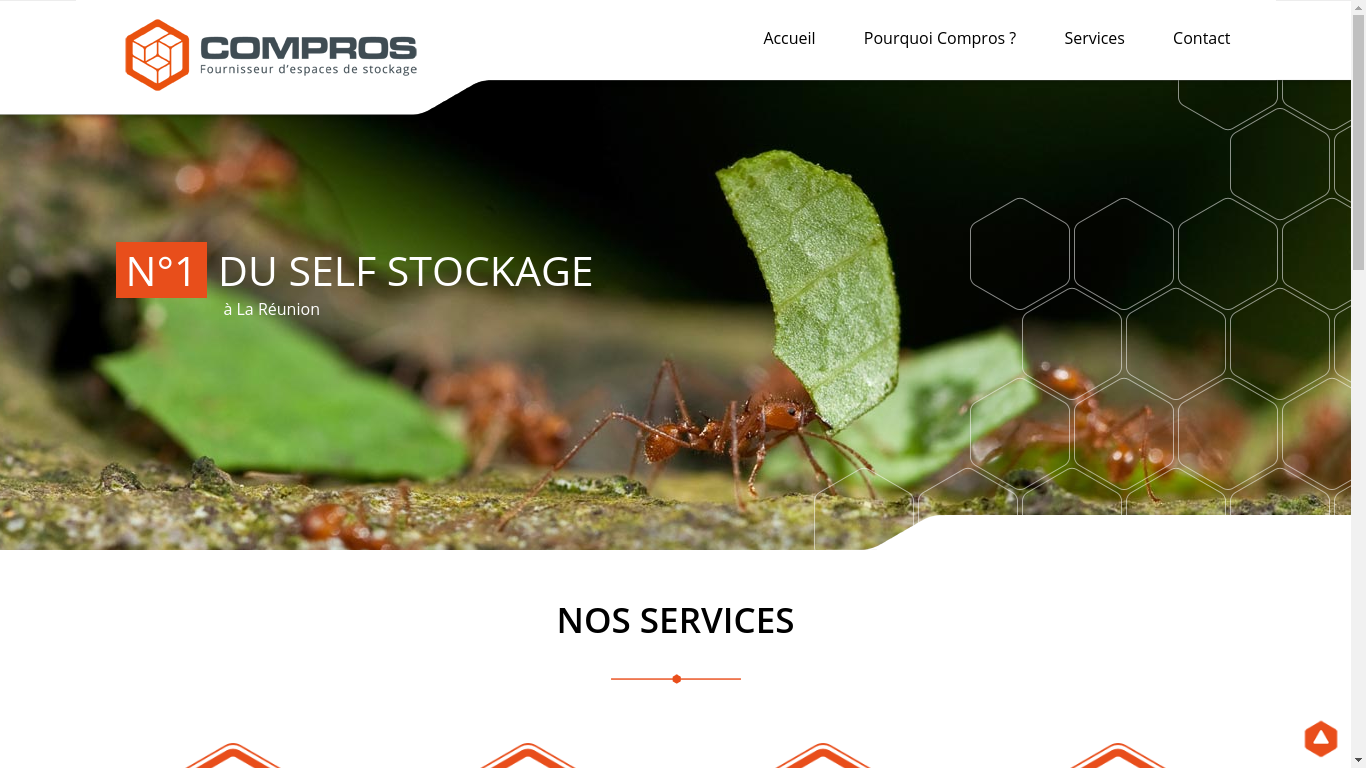 COMPROS
Fournisseur d'espaces de stockage
Accueil
Pourquoi Compros ?
Services
Contact
N°1 DU SELF STOCKAGE
à La Réunion
NOS SERVICES